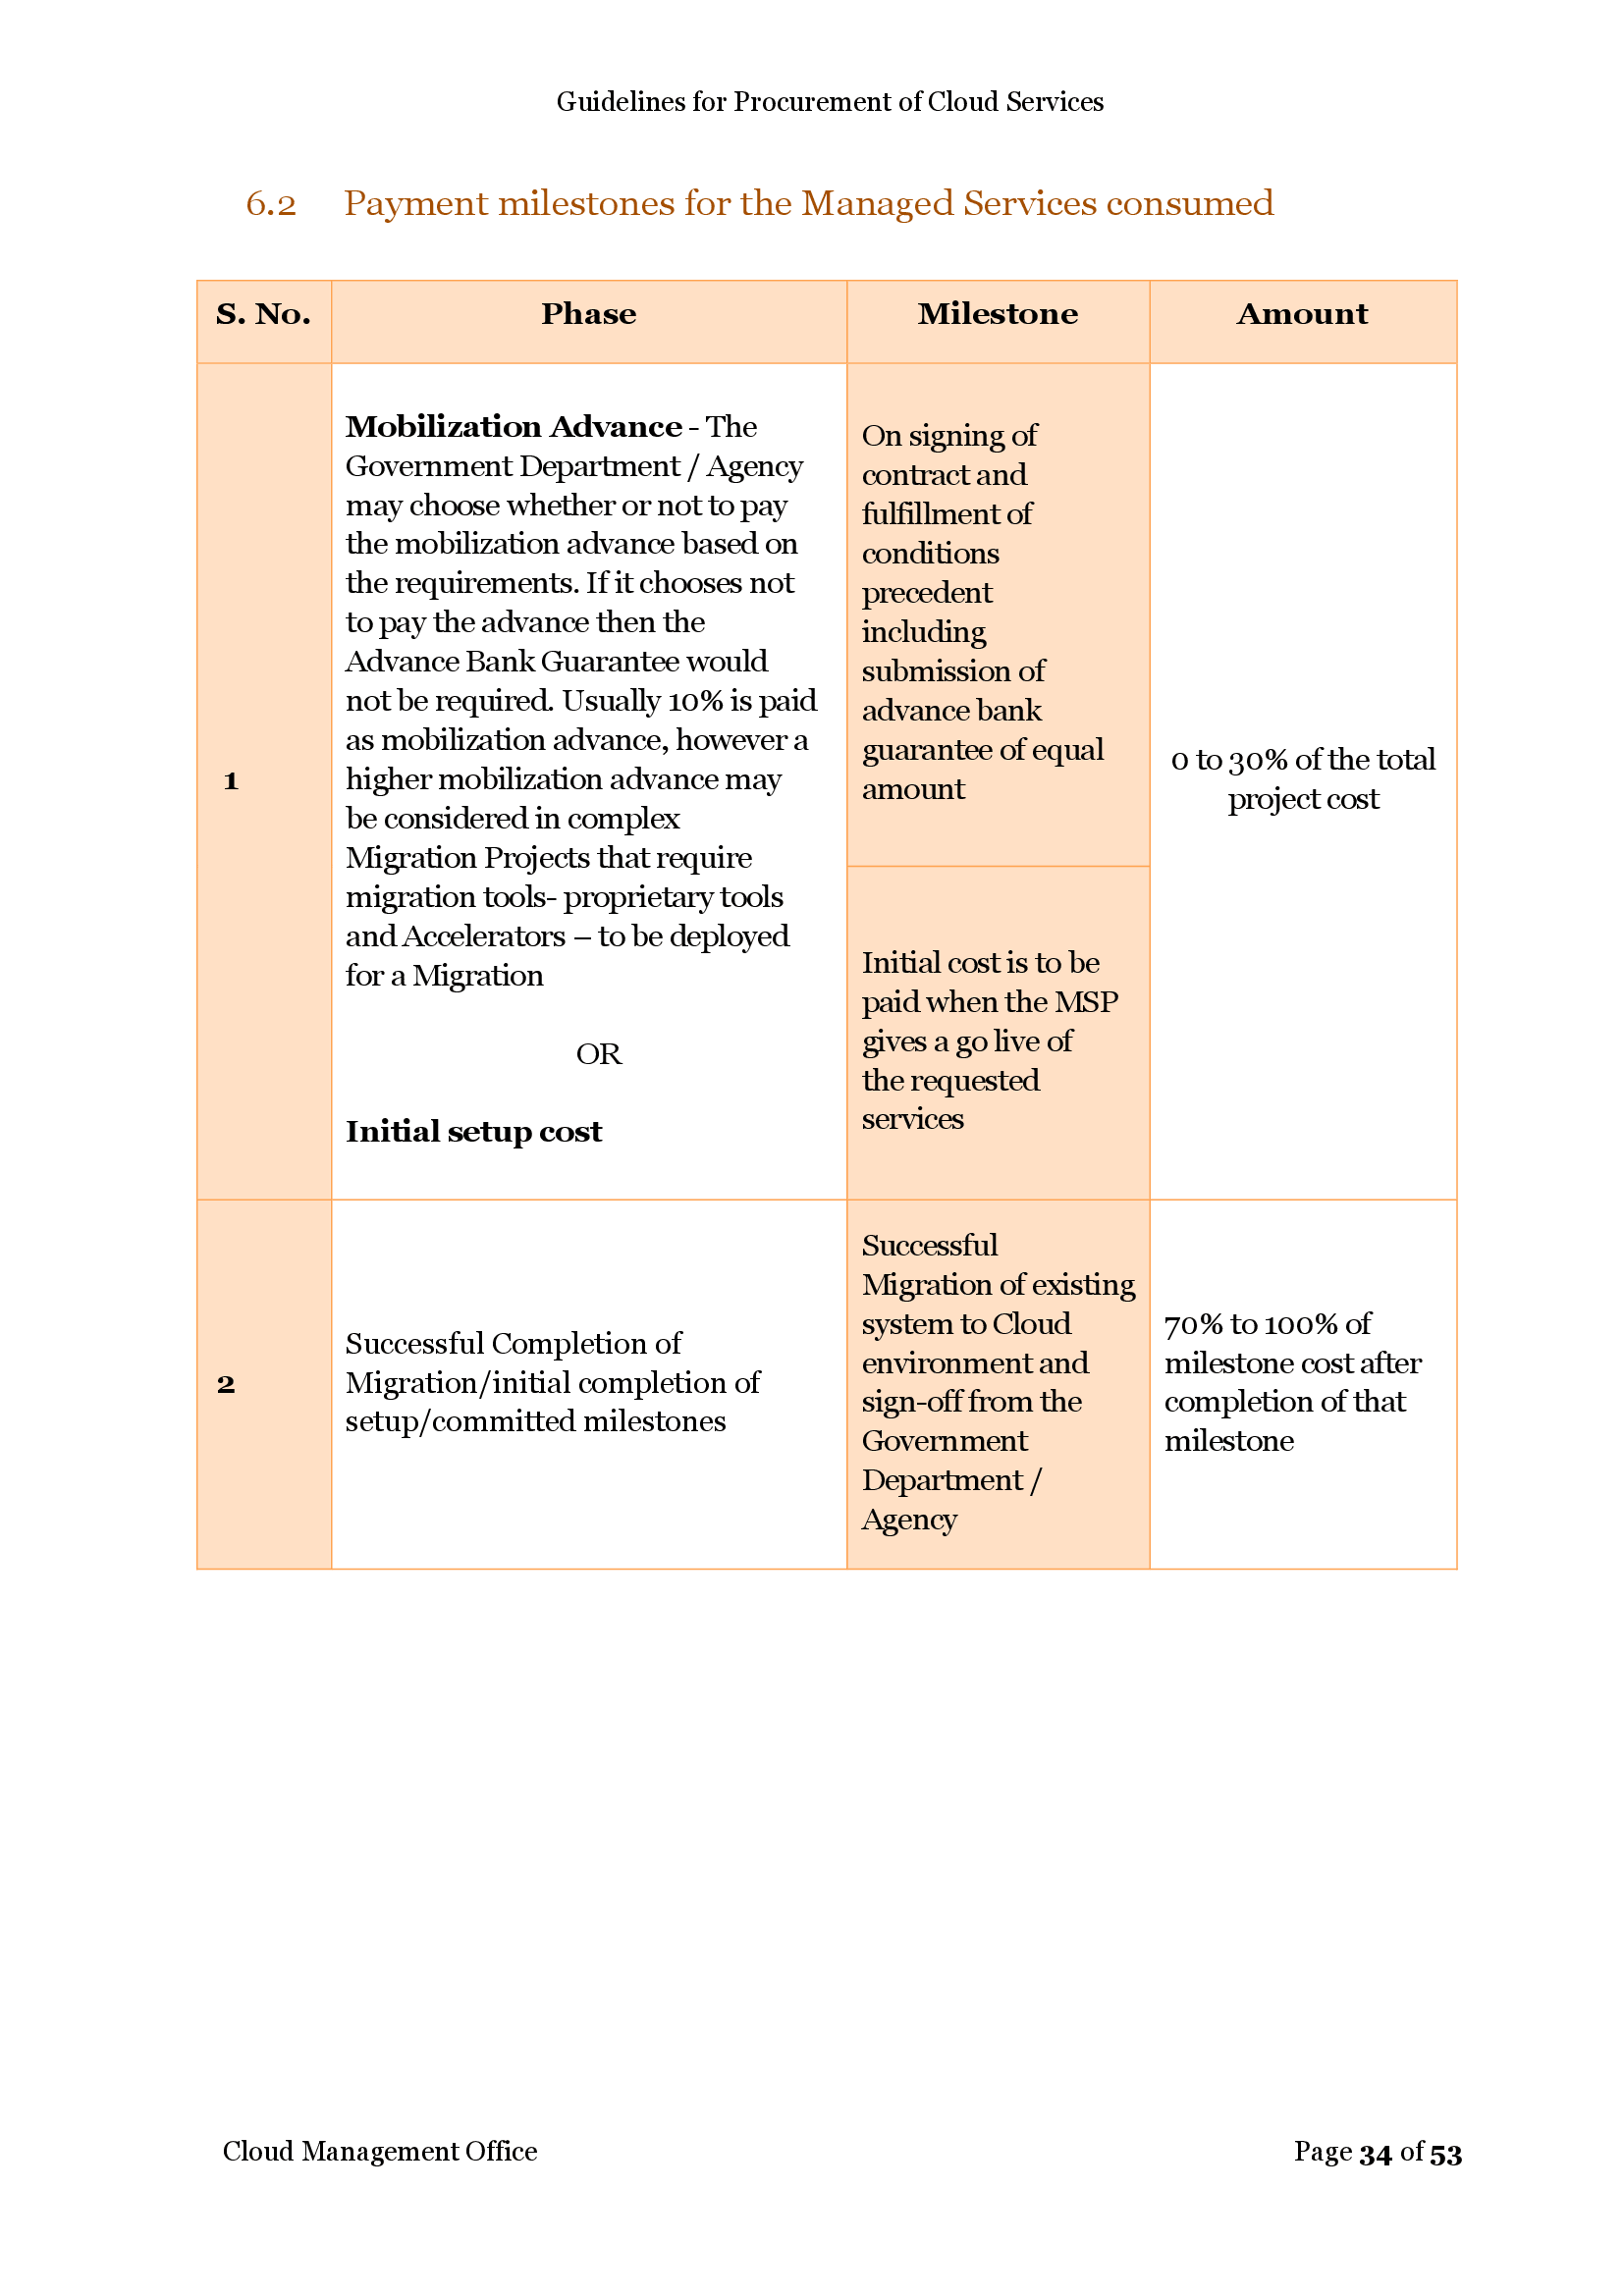 Guidelines for Procurement of Cloud Services
6.2 Payment milestones for the Managed Services consumed
S. No. Phase Milestone Amount
1
Mobilization Advance - The
Government Department / Agency
may choose whether or not to pay
the mobilization advance based on
the requirements. If it chooses not
to pay the advance then the
Advance Bank Guarantee would
not be required. Usually 10% is paid
as mobilization advance, however a
higher mobilization advance may
be considered in complex
Migration Projects that require
migration tools- proprietary tools
and Accelerators – to be deployed
for a Migration
OR
Initial setup cost
On signing of
contract and
fulfillment of
conditions
precedent
including
submission of
advance bank
guarantee of equal
amount
Initial cost is to be
paid when the MSP
gives a go live of
the requested
services
0 to 30% of the total
project cost
2
Successful Completion of
Migration/initial completion of
setup/committed milestones
Successful
Migration of existing
system to Cloud
environment and
sign-off from the
Government
Department /
Agency
70% to 100% of
milestone cost after
completion of that
milestone
Cloud Management Office
Page 34 of 53